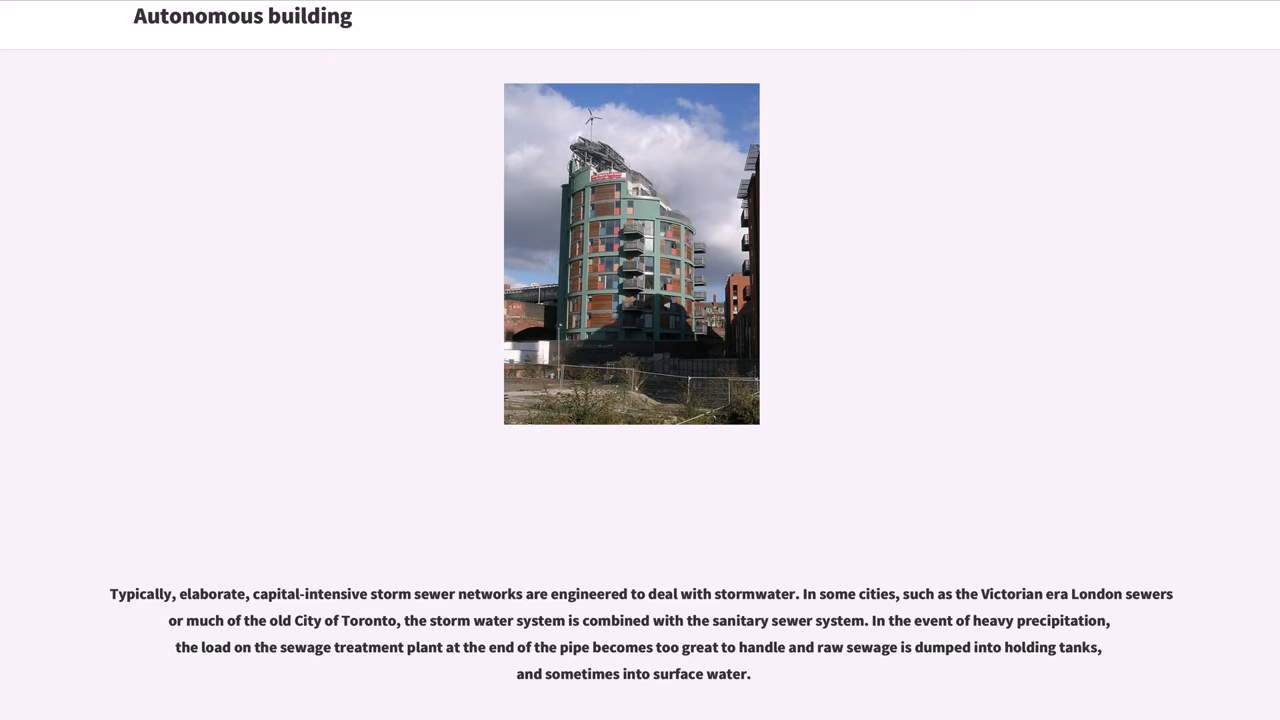 Autonomous building
Typically, elaborate, capital-intensive storm sewer networks are engineered to deal with stormwater. In some cities, such as the Victorian era London sewers
or much of the old City of Toronto, the storm water system is combined with the sanitary sewer system. In the event of heavy precipitation,
the load on the sewage treatment plant at the end of the pipe becomes too great to handle and raw sewage is dumped into holding tanks,
and sometimes into surface water.